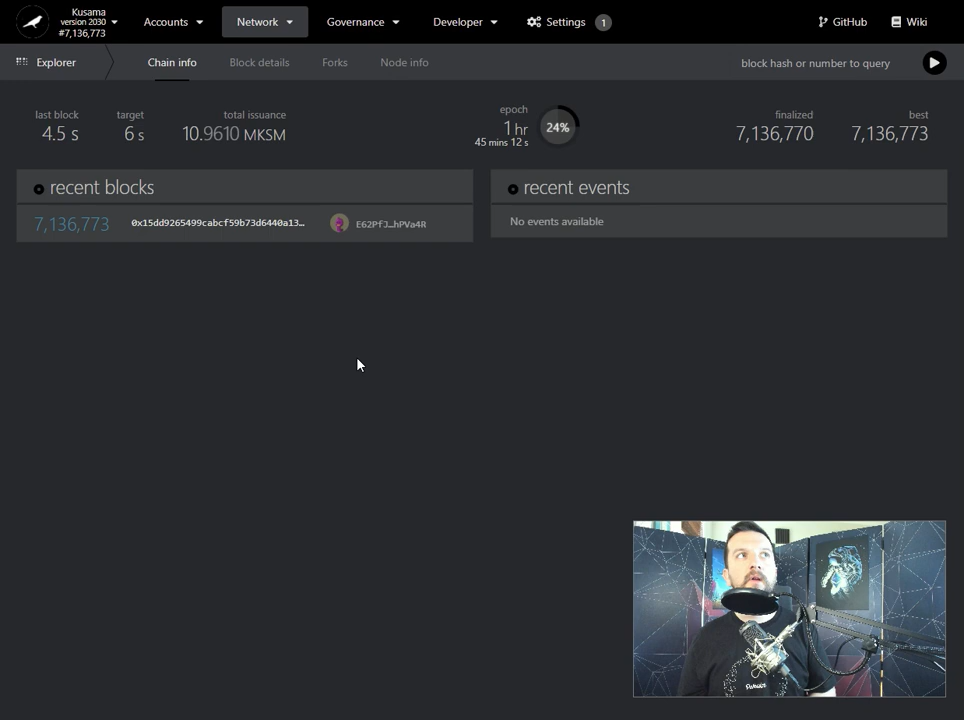 Kusama
version 2030
#7,136,773
Accounts
Network
Governance
Developer
Settings
1
GitHub
Wiki
Explorer
Chain info
Block details
Forks
Node info
block hash or number to query
last block
4.5 s
target
6 s
total issuance
10.9610 MKSM
epoch
1 hr
45 mins 12 s
24%
finalized
7,136,770
best
7,136,773
recent blocks
7,136,773
0x15dd9265499cabcf59b73d6440a13…
E62PfJ…hPVa4R
recent events
No events available